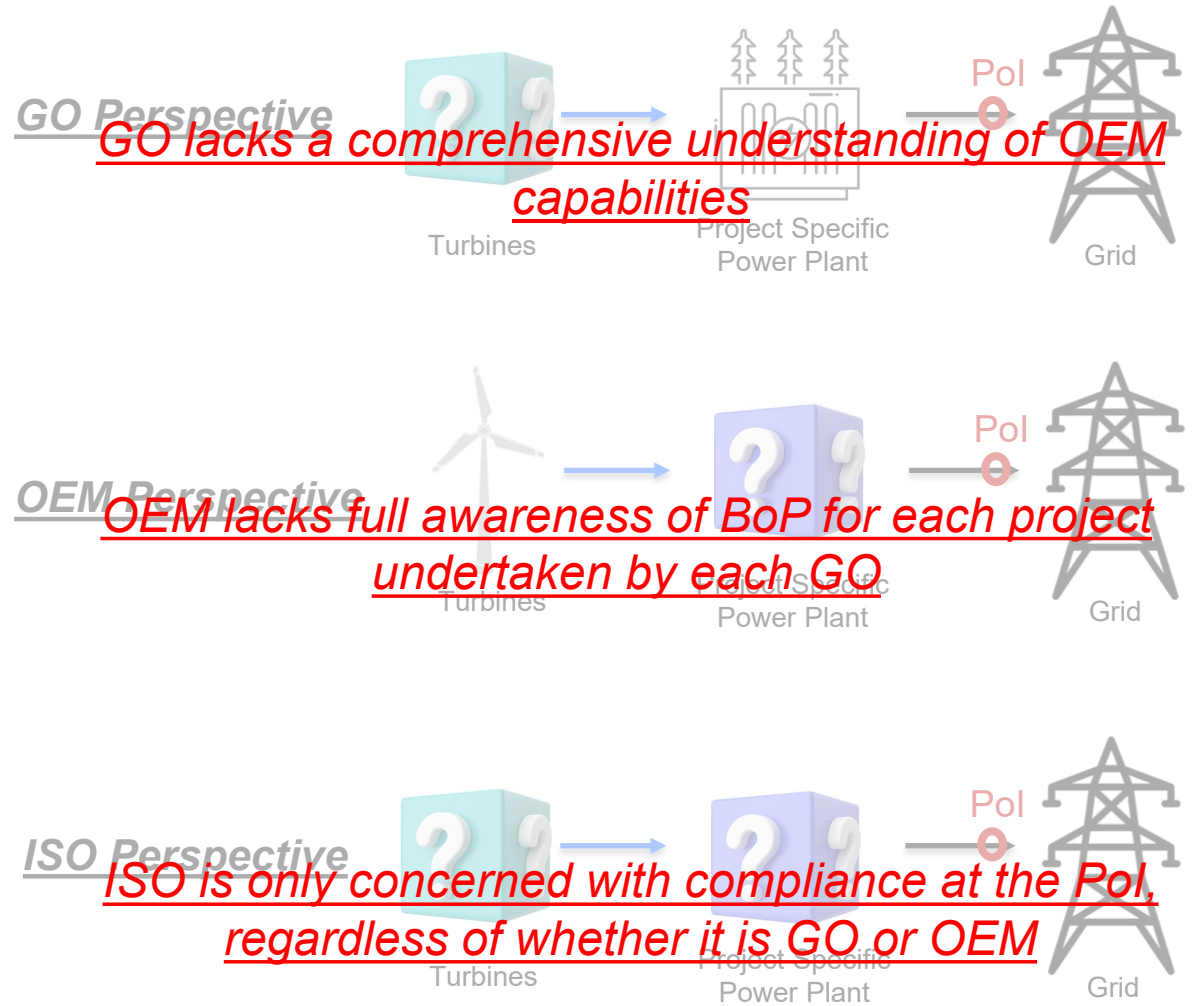 PoI
GO Perspective
GO lacks a comprehensive understanding of OEM
capabilities
Turbines
Project Specific
Power Plant
Grid
PoI
OEM Perspective
OEM lacks full awareness of BoP for each project
undertaken by each GO
Turbines
Project Specific
Power Plant
Grid
PoI
ISO Perspective
ISO is only concerned with compliance at the PoI,
regardless of whether it is GO or OEM
Turbines
Project Specific
Power Plant
Grid